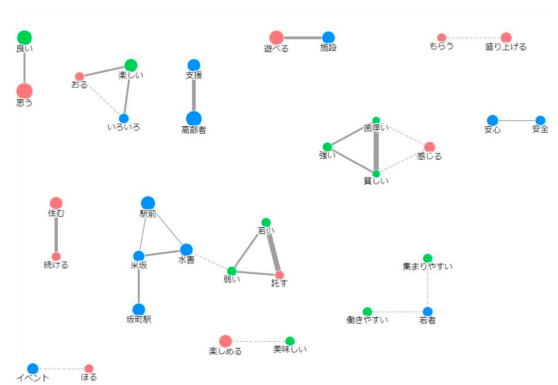 良い
思う
おる
楽しい
いろいろ
支援
高齢者
遊べる
施設
もらう
盛り上げる
歯痒い
強い
感じる
貧しい
安心
安全
住む
続ける
駅前
米坂
水害
坂町駅
若い
弱い
託す
集まりやすい
働きやすい
若者
楽しめる
美味しい
イベント
ほる